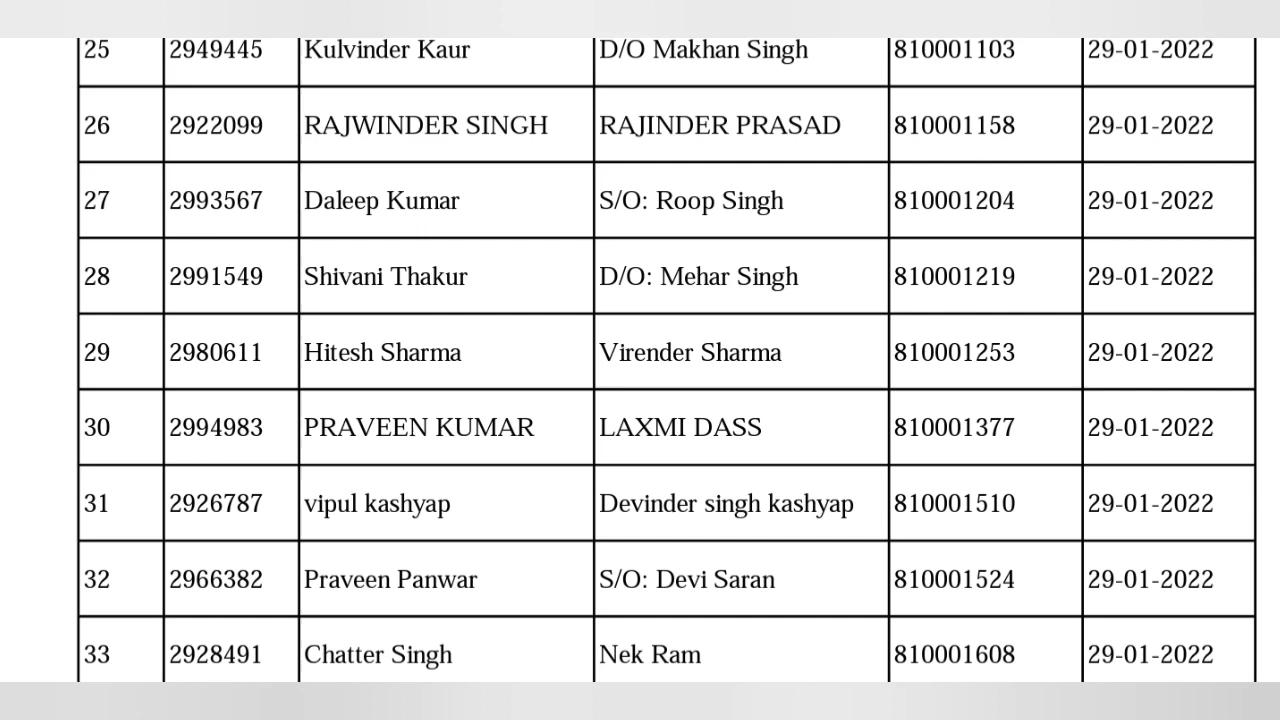 25 2949445 Kulvinder Kaur D/O Makhan Singh 810001103 29-01-2022
26 2922099 RAJWINDER SINGH RAJINDER PRASAD 810001158 29-01-2022
27 2993567 Daleep Kumar S/O: Roop Singh 810001204 29-01-2022
28 2991549 Shivani Thakur D/O: Mehar Singh 810001219 29-01-2022
29 2980611 Hitesh Sharma Virender Sharma 810001253 29-01-2022
30 2994983 PRAVEEN KUMAR LAXMI DASS 810001377 29-01-2022
31 2926787 vipul kashyap Devinder singh kashyap 810001510 29-01-2022
32 2966382 Praveen Panwar S/O: Devi Saran 810001524 29-01-2022
33 2928491 Chatter Singh Nek Ram 810001608 29-01-2022